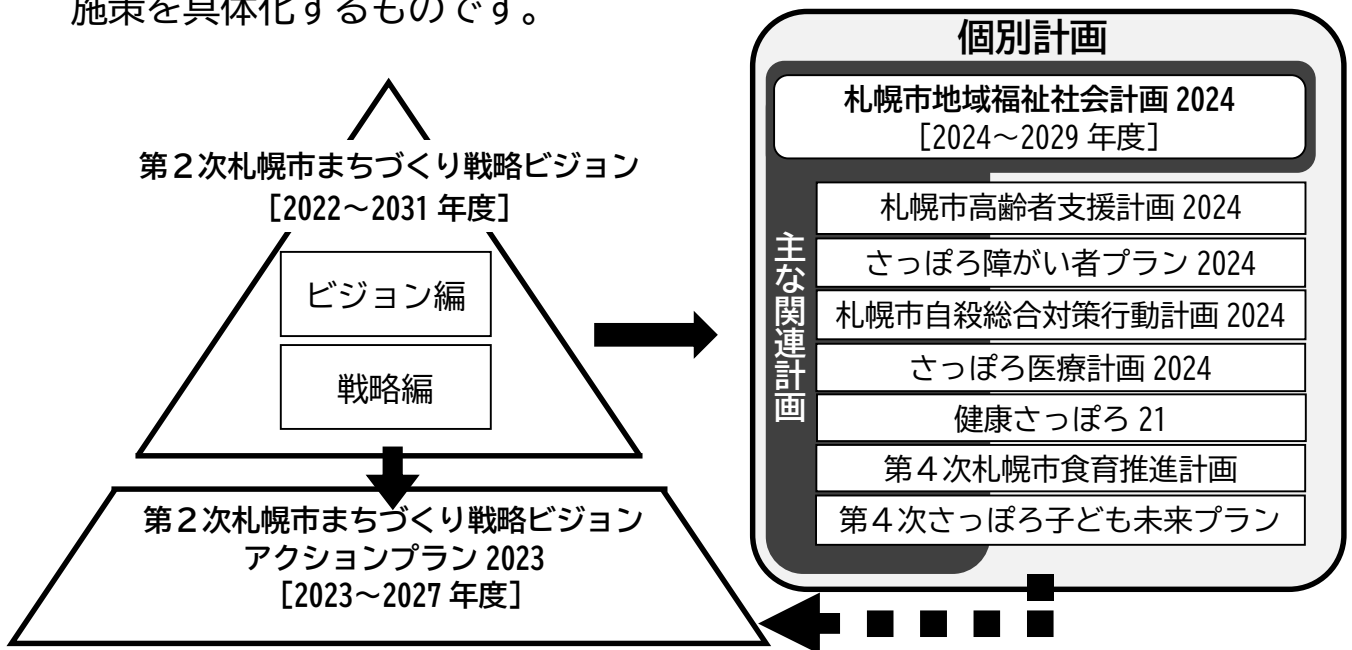 施策を具体化するものです。
第２次札幌市まちづくり戦略ビジョン
［2022～2031 年度］
ビジョン編
戦略編
第２次札幌市まちづくり戦略ビジョン
アクションプラン 2023
［2023～2027 年度］
個別計画
札幌市地域福祉社会計画 2024
［2024～2029 年度］
主な関連計画
札幌市高齢者支援計画 2024
さっぽろ障がい者プラン 2024
札幌市自殺総合対策行動計画 2024
さっぽろ医療計画 2024
健康さっぽろ 21
第４次札幌市食育推進計画
第４次さっぽろ子ども未来プラン